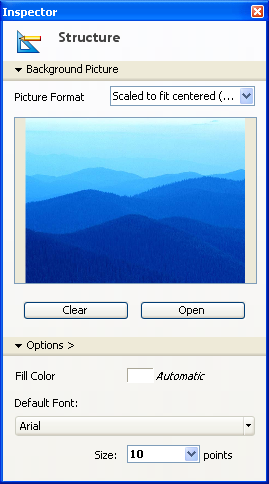 Inspector
Structure
Background Picture
Picture Format Scaled to fit centered (...
Clear Open
Options >
Fill Color Automatic
Default Font:
Arial
Size: 10 points